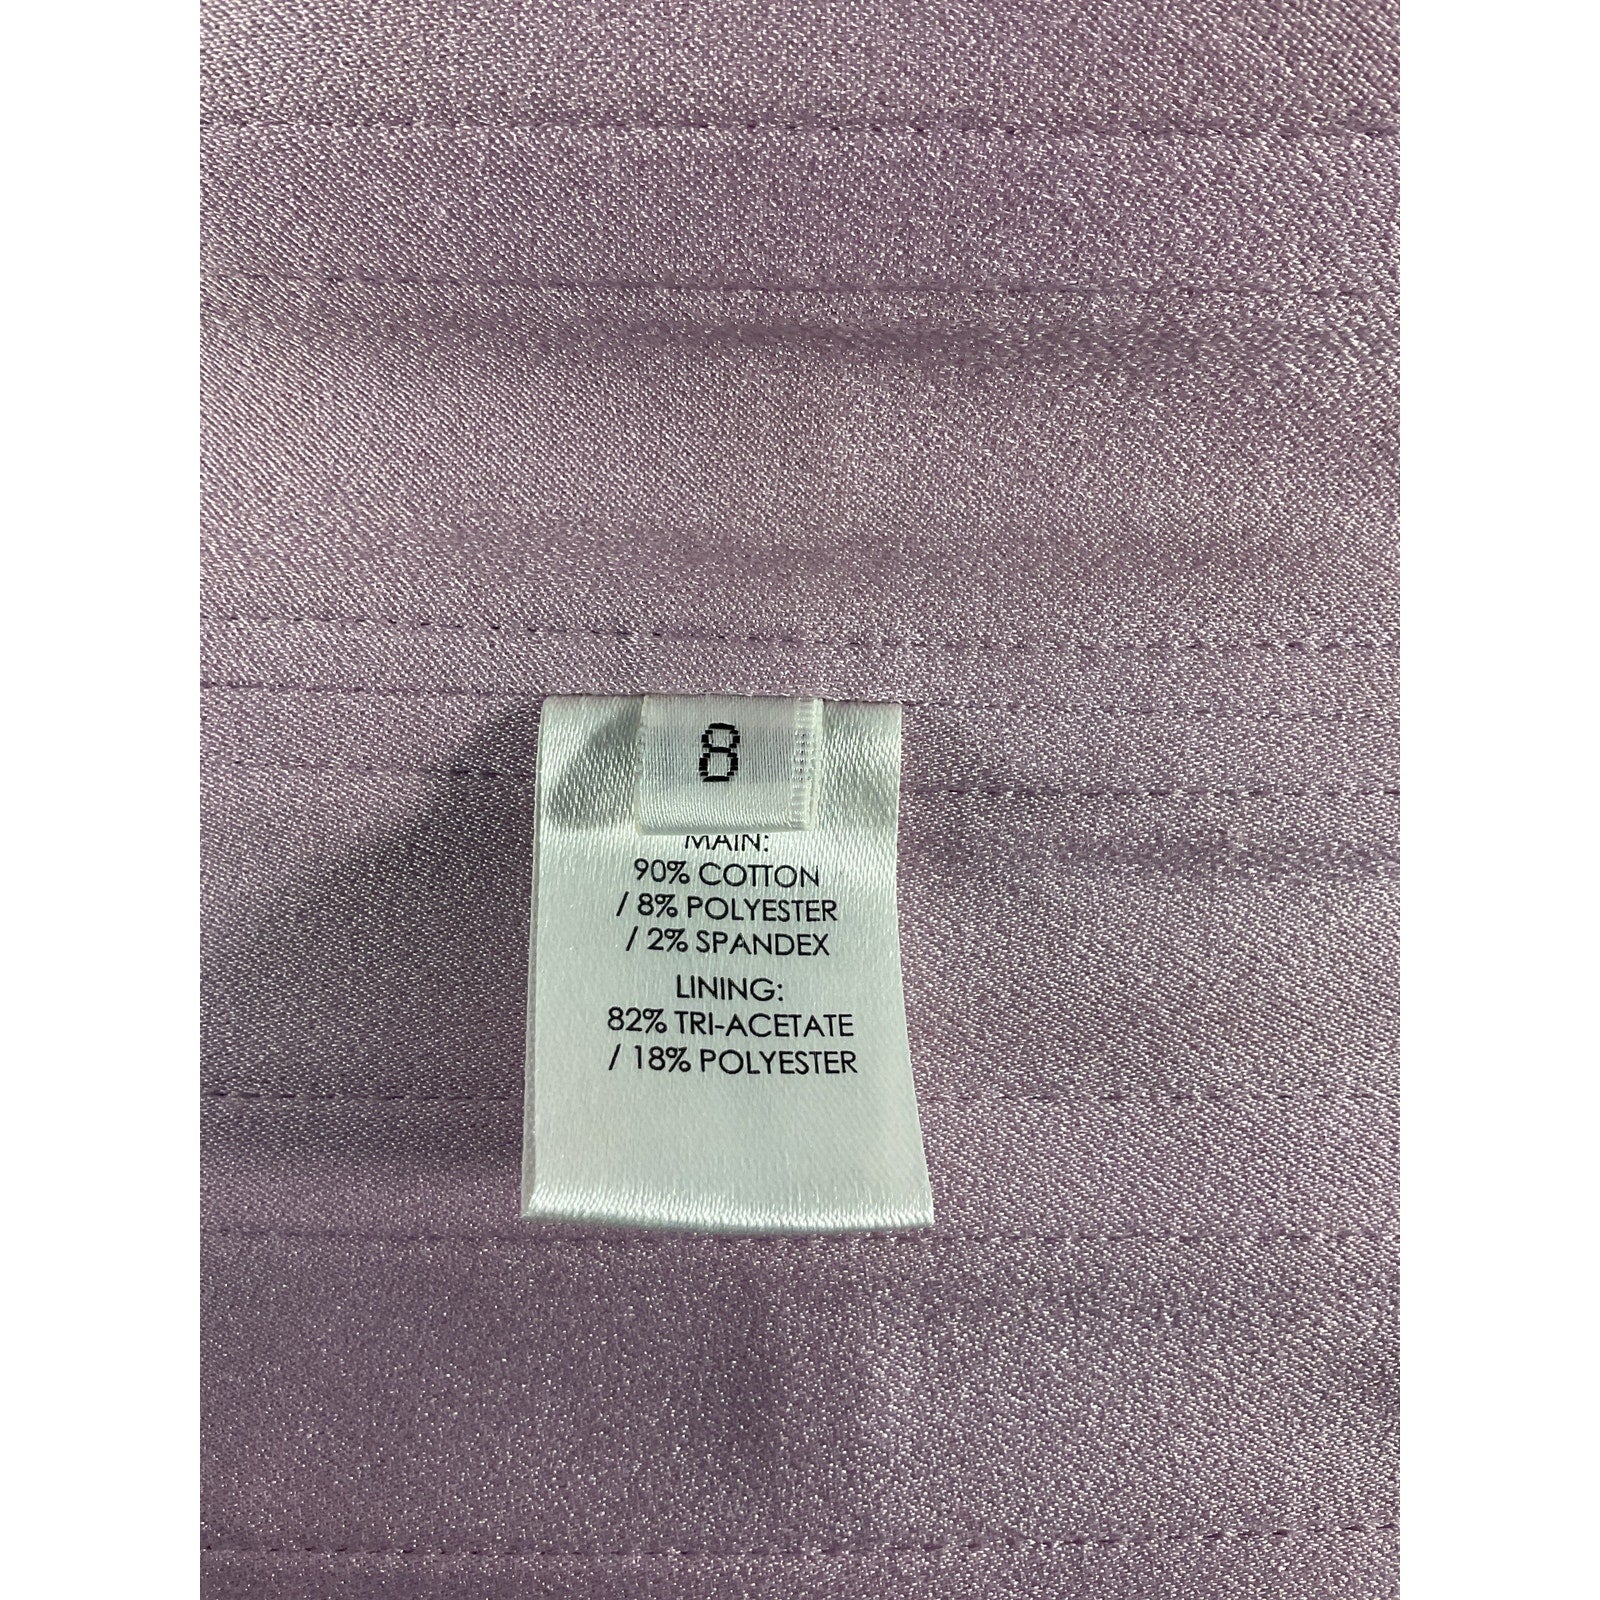 8
MAIN:
90% COTTON
/ 8% POLYESTER
/ 2% SPANDEX
LINING:
82% TRI-ACETATE
/ 18% POLYESTER